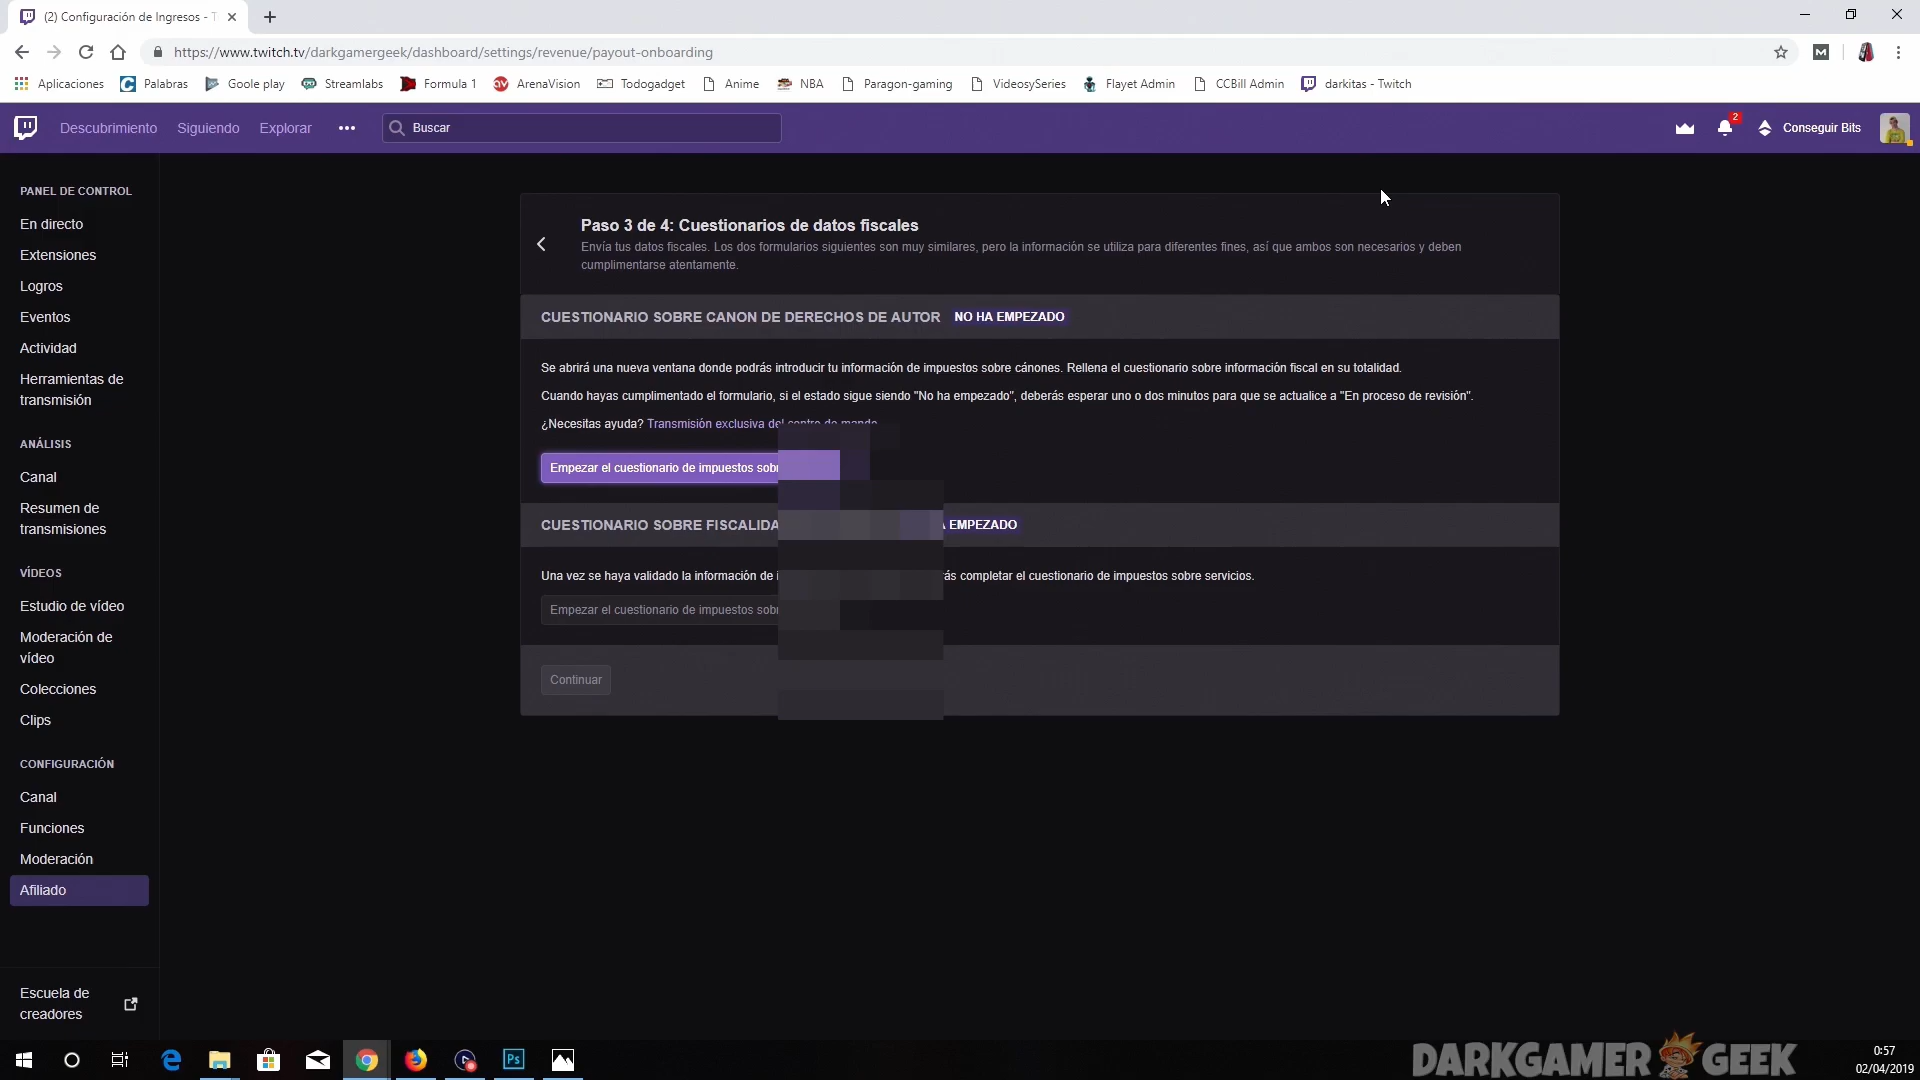 (2) Configuración de Ingresos - T
https://www.twitch.tv/darkgamergeek/dashboard/settings/revenue/payout-onboarding
Aplicaciones
Palabras
Goole play
Streamlabs
Formula 1
ArenaVision
Todogadget
Anime
NBA
Paragon-gaming
VideosySeries
Flayet Admin
CCBill Admin
darkitas - Twitch
Descubrimiento
Siguiendo
Explorar
Buscar
2
Conseguir Bits
PANEL DE CONTROL
En directo
Extensiones
Logros
Eventos
Actividad
Herramientas de
transmisión
ANÁLISIS
Canal
Resumen de
transmisiones
VÍDEOS
Estudio de vídeo
Moderación de
vídeo
Colecciones
Clips
CONFIGURACIÓN
Canal
Funciones
Moderación
Afiliado
Escuela de
creadores
Paso 3 de 4: Cuestionarios de datos fiscales
Envía tus datos fiscales. Los dos formularios siguientes son muy similares, pero la información se utiliza para diferentes fines, así que ambos son necesarios y deben
cumplimentarse atentamente.
CUESTIONARIO SOBRE CANON DE DERECHOS DE AUTOR NO HA EMPEZADO
Se abrirá una nueva ventana donde podrás introducir tu información de impuestos sobre cánones. Rellena el cuestionario sobre información fiscal en su totalidad.
Cuando hayas cumplimentado el formulario, si el estado sigue siendo "No ha empezado", deberás esperar uno o dos minutos para que se actualice a "En proceso de revisión".
¿Necesitas ayuda? Transmisión exclusiva del centro de mando
Empezar el cuestionario de impuestos
CUESTIONARIO SOBRE EMPEZADO
Una vez se haya validado la información de completar el cuestionario de impuestos sobre servicios.
Empezar el cuestionario de impuestos
Continuar
Ps
DARKGAMER GEEK
0:57
02/04/2019